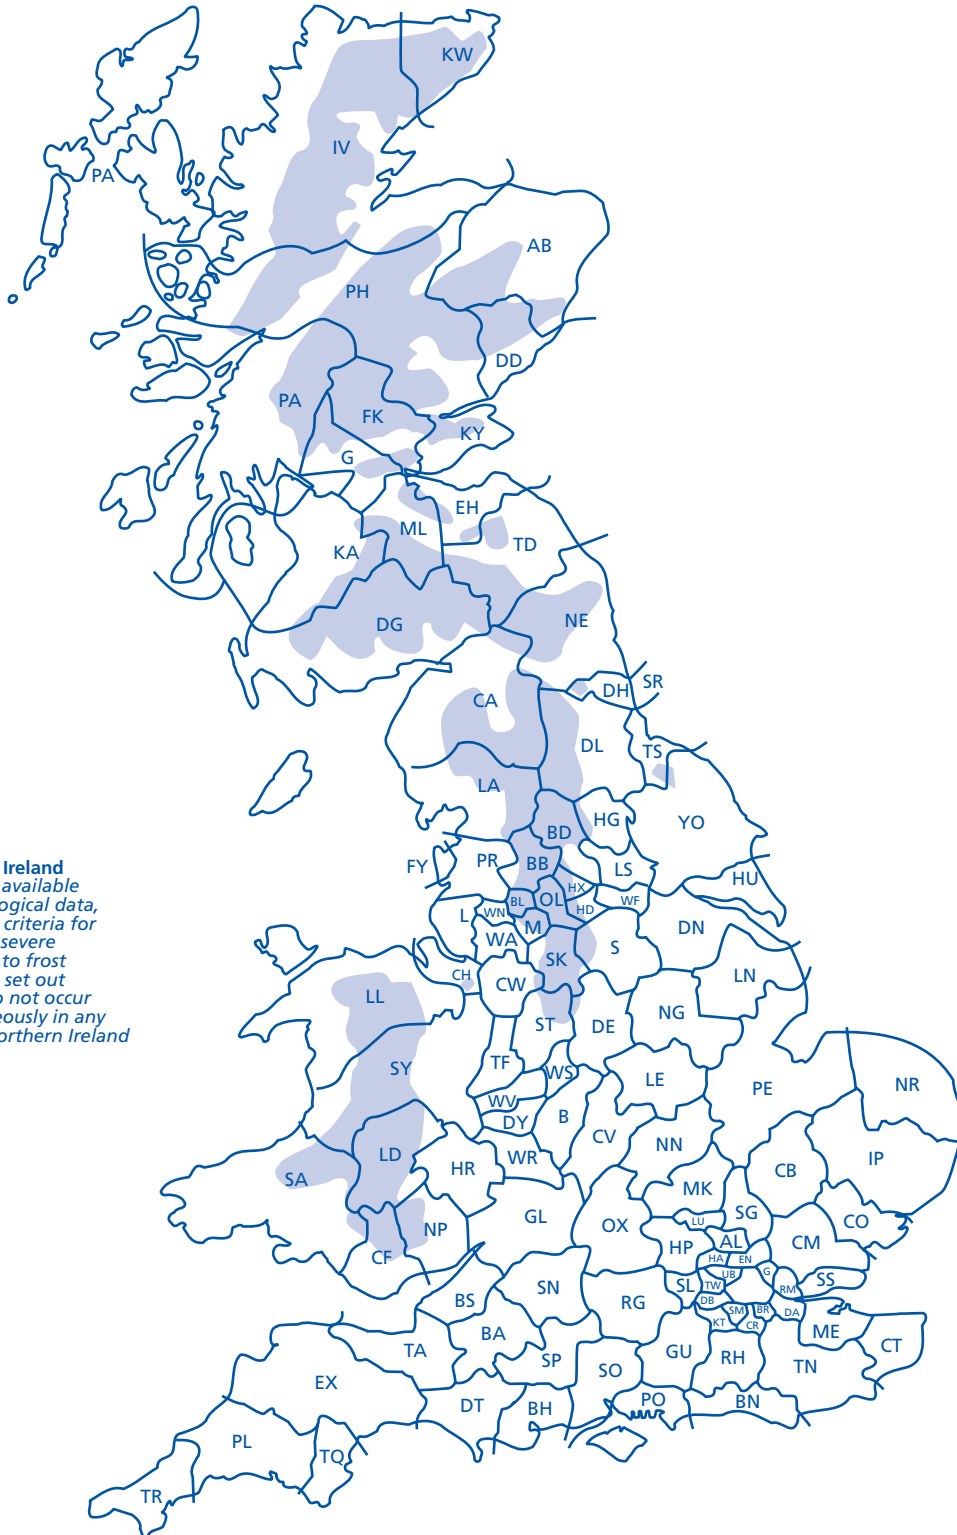 KW
IV
PA
AB
PH
DD
PA
FK
KY
G
EH
ML
TD
KA
NE
DG
SR
DH
CA
DL
TS
LA
HG
YO
BD
FY
PR
BB
LS
HU
HX
BL
OL
WF
WN
HD
L
M
DN
WA
S
SK
CH
LN
CW
LL
NG
ST
DE
TF
SY
WS
LE
PE
NR
WV
B
DY
CV
NN
LD
WR
IP
HR
CB
SA
MK
SG
CO
LU
GL
NP
OX
AL
CM
HP
HA
EN
CF
UB
G
SS
SL
TW
RM
SN
BS
RG
DB
SM
BR
DA
KT
CR
ME
BA
CT
TA
GU
RH
SP
TN
SO
EX
PO
BN
DT
BH
PL
TQ
TR
Ireland
available
ogical data,
criteria for
severe
to frost
set out
o not occur
eously in any
orthern Ireland